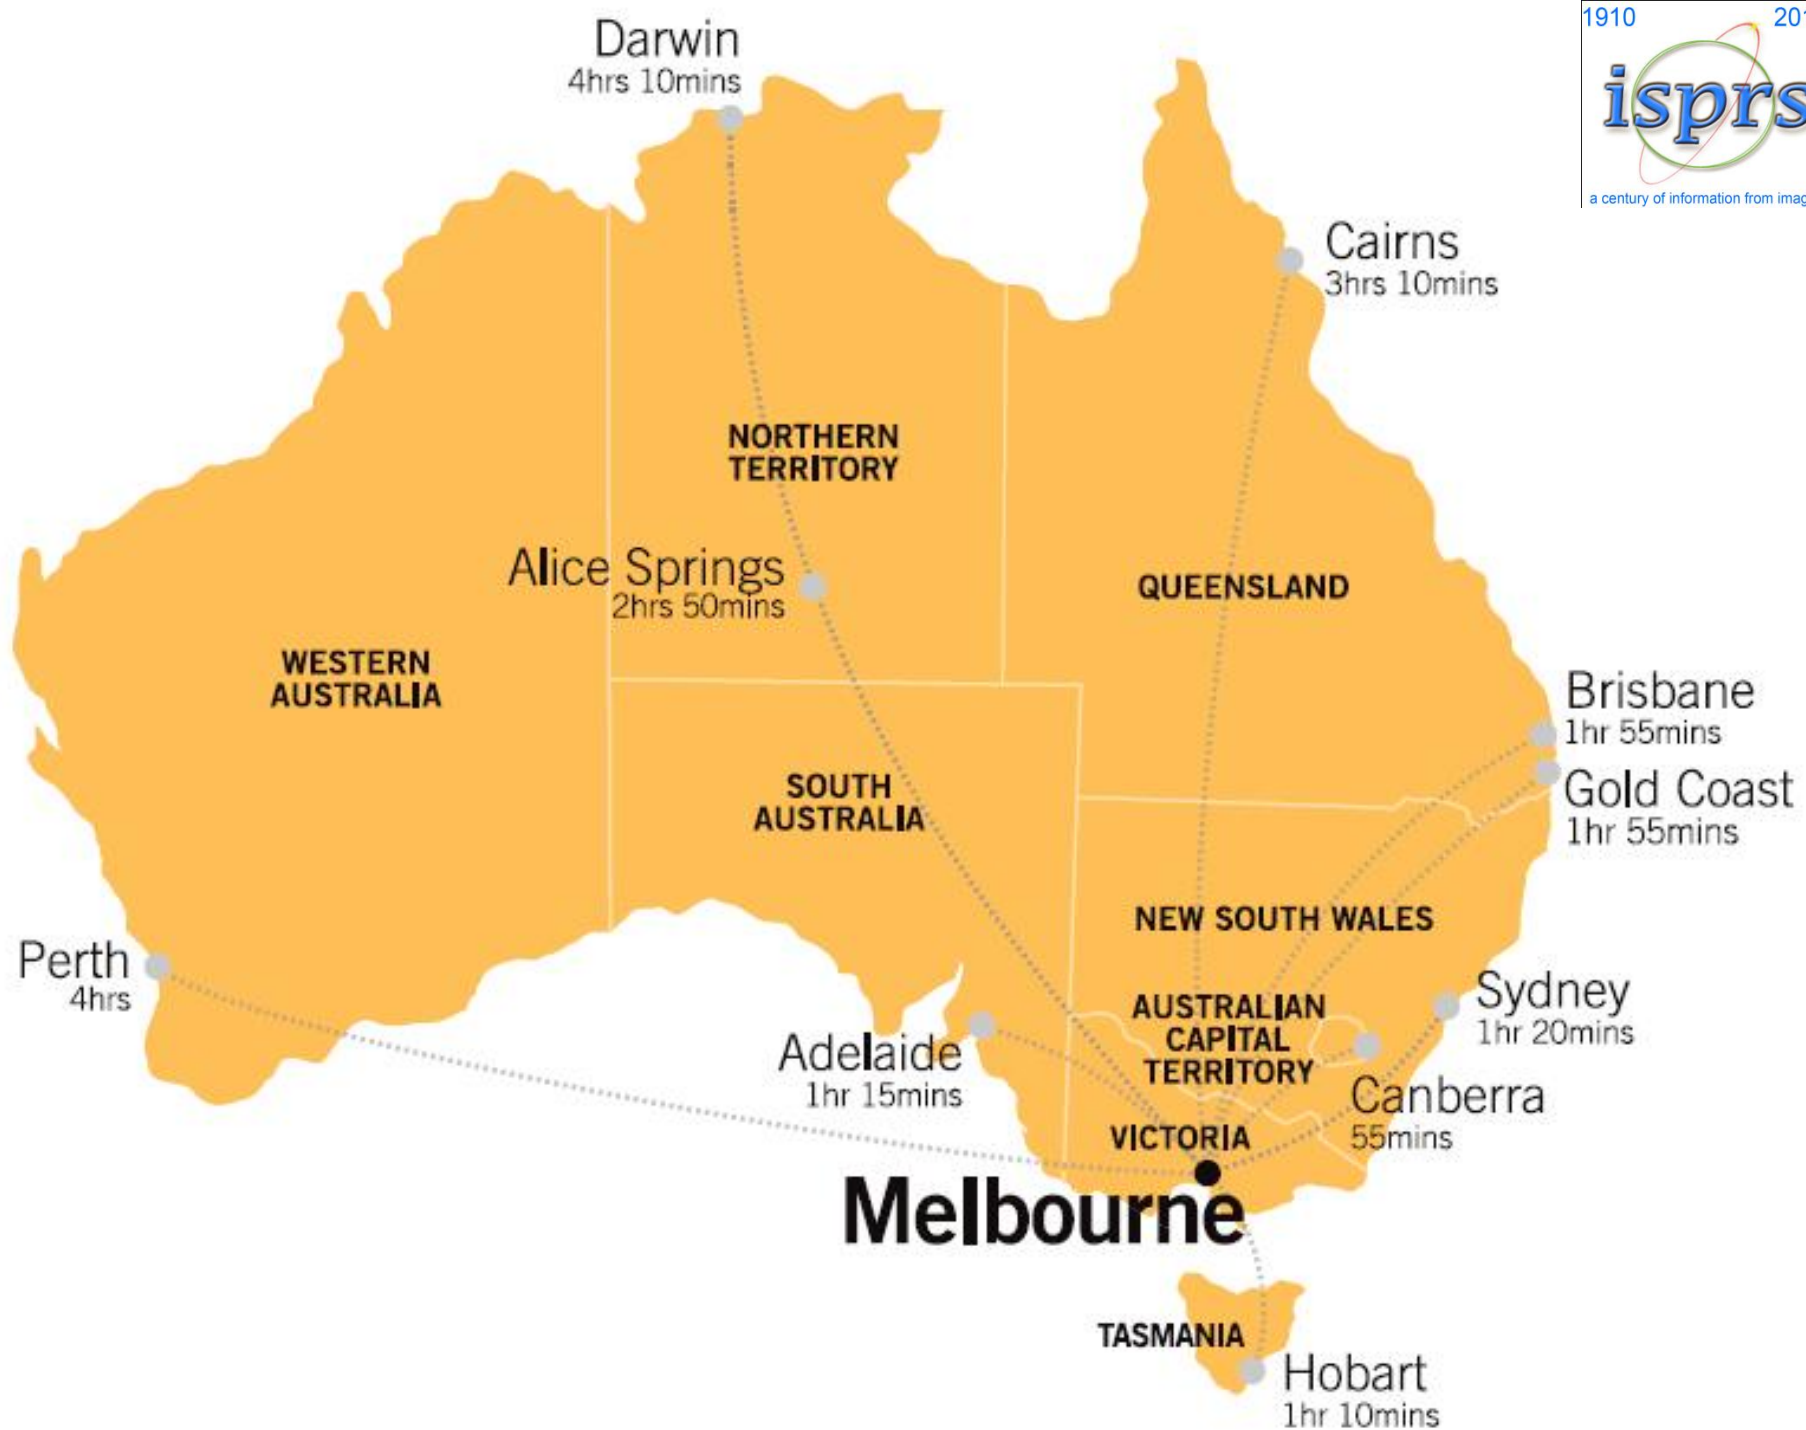 1910
isprs
a century of information from
Darwin
4hrs 10mins
Cairns
3hrs 10mins
NORTHERN
TERRITORY
Alice Springs
2hrs 50mins
QUEENSLAND
WESTERN
AUSTRALIA
Brisbane
1hr 55mins
SOUTH
AUSTRALIA
Gold Coast
1hr 55mins
NEW SOUTH WALES
Perth
4hrs
Sydney
1hr 20mins
AUSTRALIAN
CAPITAL
TERRITORY
Adelaide
1hr 15mins
Canberra
55mins
VICTORIA
Melbourne
TASMANIA
Hobart
1hr 10mins